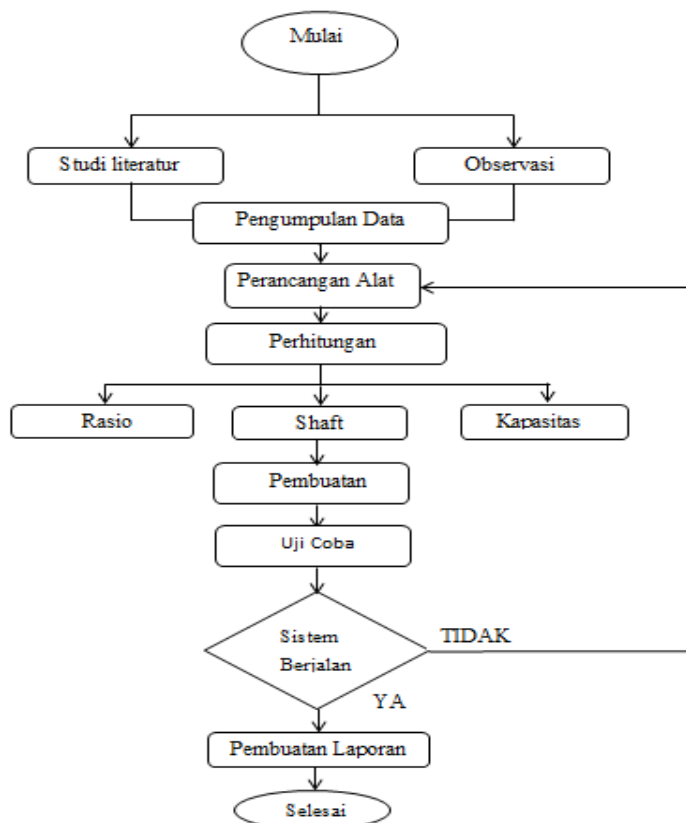 Mulai
Studi literatur
Observasi
Pengumpulan Data
Perancangan Alat
Perhitungan
Rasio
Shaft
Kapasitas
Pembuatan
Uji Coba
Sistem
Berjalan
TIDAK
YA
Pembuatan Laporan
Selesai